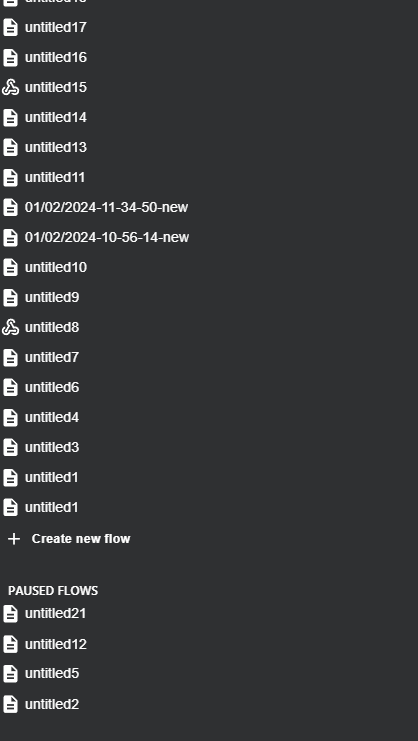 untitled17
untitled16
untitled15
untitled14
untitled13
untitled11
01/02/2024-11-34-50-new
01/02/2024-10-56-14-new
untitled10
untitled9
untitled8
untitled7
untitled6
untitled4
untitled3
untitled1
untitled1
+ Create new flow
PAUSED FLOWS
untitled21
untitled12
untitled5
untitled2